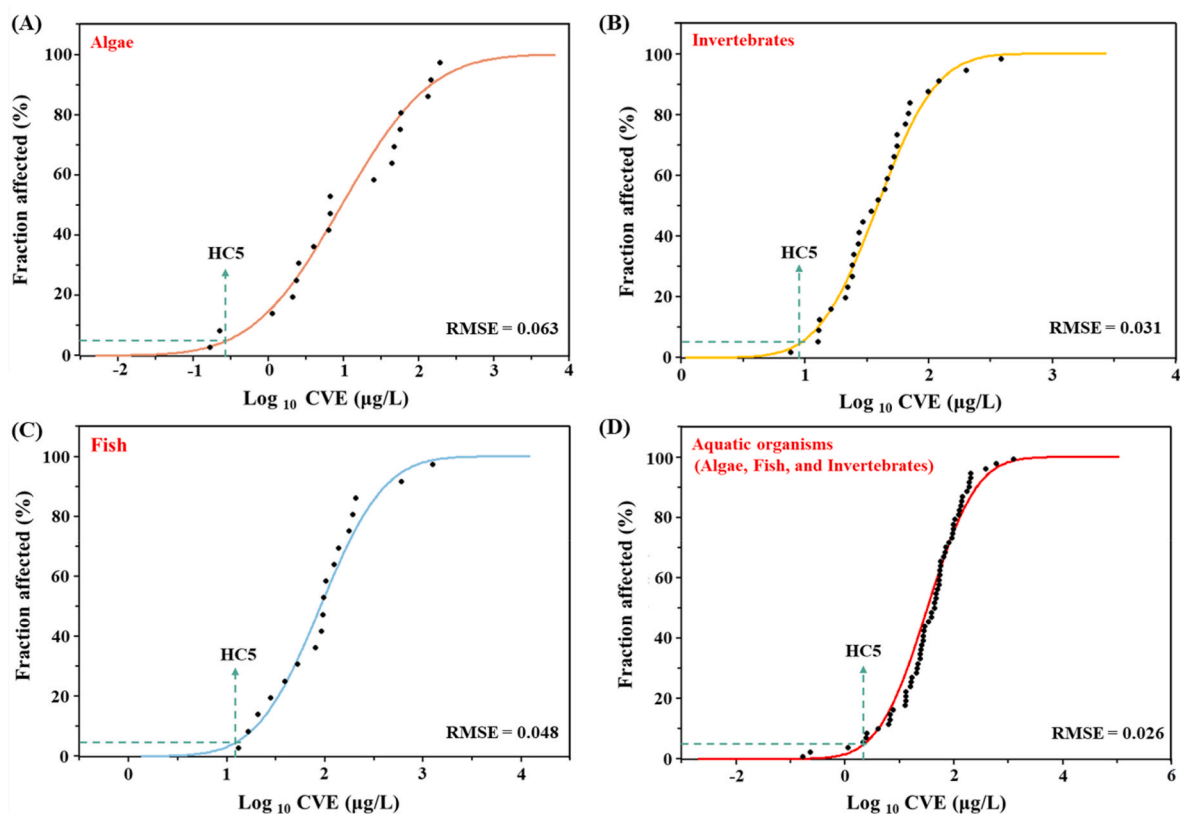 (A)
Algae
Fraction affected (%)
100
80
60
40
20
0
HC5
RMSE = 0.063
-2 -1 0 1 2 3 4
Log 10 CVE (μg/L)
(B)
Invertebrates
Fraction affected (%)
100
80
60
40
20
0
HC5
RMSE = 0.031
0 1 2 3 4
Log 10 CVE (μg/L)
(C)
Fish
Fraction affected (%)
100
80
60
40
20
0
HC5
RMSE = 0.048
0 1 2 3 4
Log 10 CVE (μg/L)
(D)
Aquatic organisms
(Algae, Fish, and Invertebrates)
Fraction affected (%)
100
80
60
40
20
0
HC5
RMSE = 0.026
-2 0 2 4 6
Log 10 CVE (μg/L)